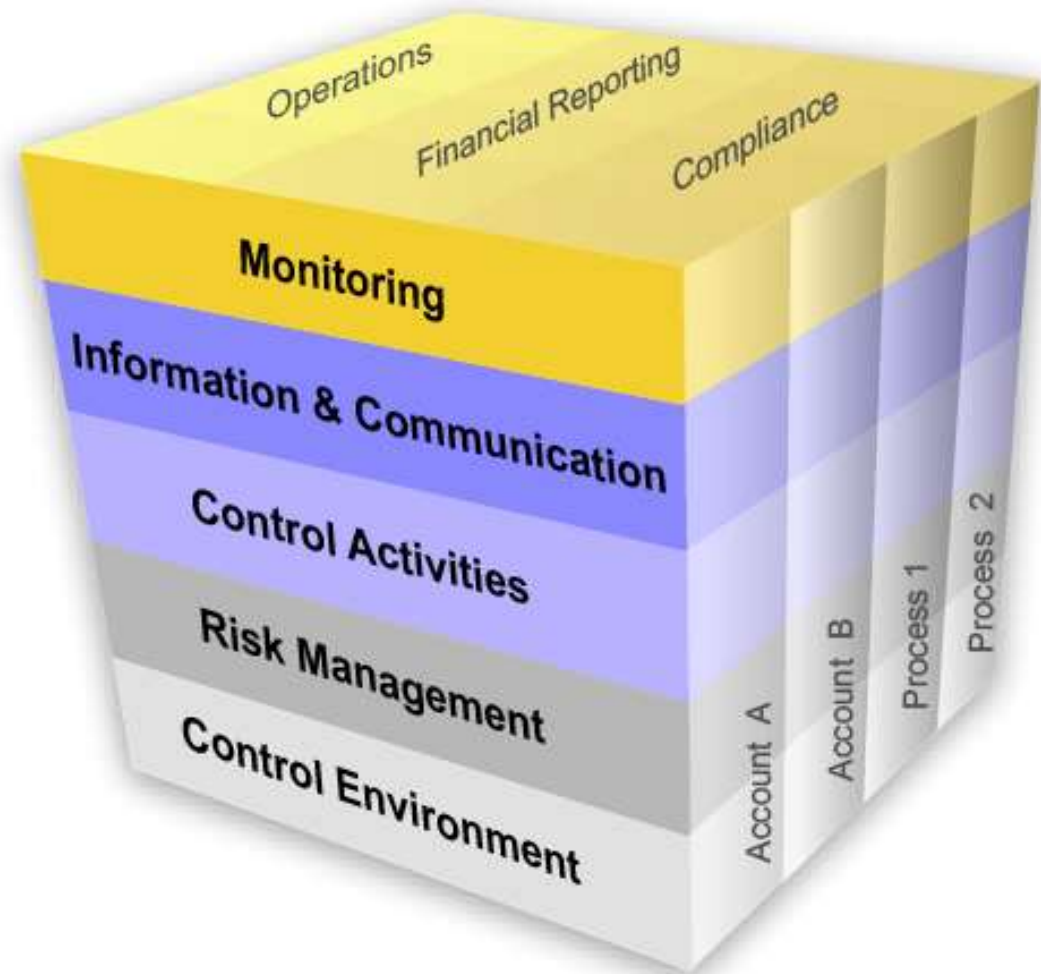 Operations
Financial Reporting
Compliance
Monitoring
Information & Communication
Control Activities
Risk Management
Control Environment
Account A
Account B
Process 1
Process 2